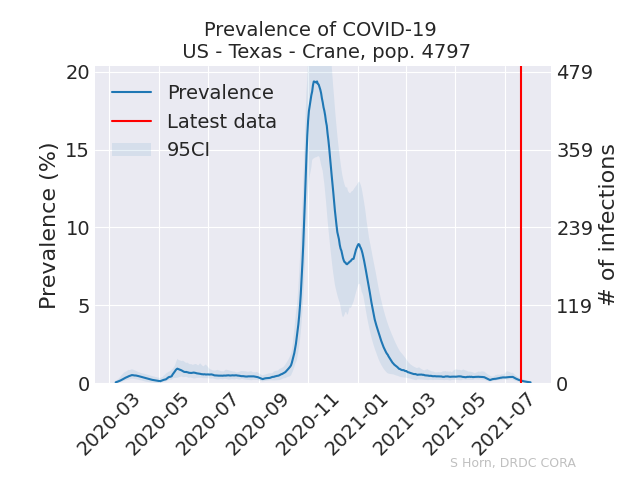 Prevalence of COVID-19
US - Texas - Crane, pop. 4797
Prevalence
Latest data
95CI
Prevalence (%)
20
15
10
5
0
479
359
239
119
0
# of infections
2020-03
2020-05
2020-07
2020-09
2020-11
2021-01
2021-03
2021-05
2021-07
S Horn, DRDC CORA